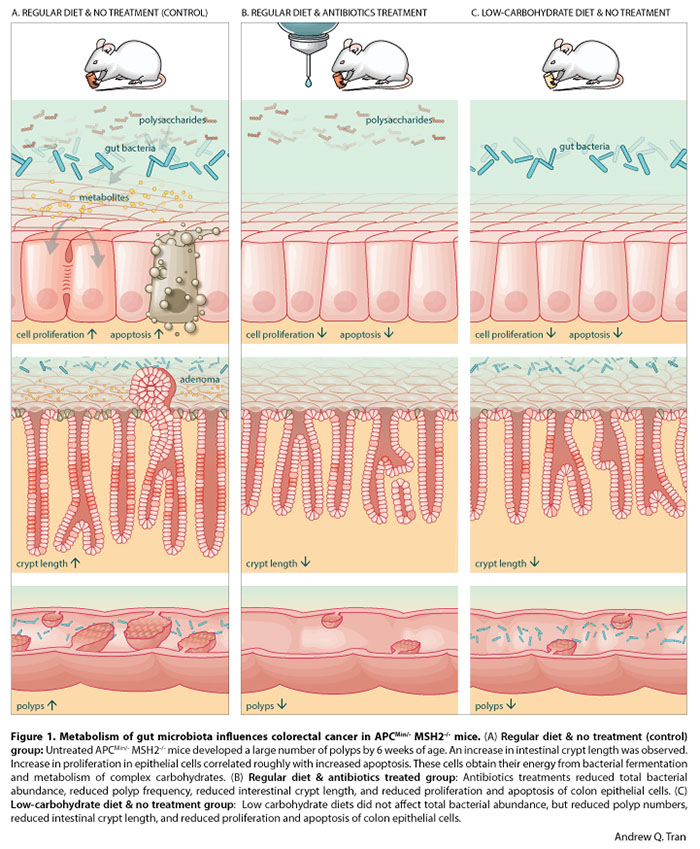 A. REGULAR DIET & NO TREATMENT (CONTROL)
B. REGULAR DIET & ANTIBIOTICS TREATMENT
C. LOW-CARBOHYDRATE DIET & NO TREATMENT
polysaccharides
gut bacteria
metabolites
cell proliferation ↑ apoptosis ↑
polysaccharides
cell proliferation ↓ apoptosis ↓
gut bacteria
cell proliferation ↓ apoptosis ↓
adenoma
crypt length ↑
crypt length ↓
crypt length ↓
polyps ↑
polyps ↓
polyps ↓
Figure 1. Metabolism of gut microbiota influences colorectal cancer in APCMin/- MSH2-/- mice. (A) Regular diet & no treatment (control)
group: Untreated APCMin/- MSH2-/- mice developed a large number of polyps by 6 weeks of age. An increase in intestinal crypt length was observed.
Increase in proliferation in epithelial cells correlated roughly with increased apoptosis. These cells obtain their energy from bacterial fermentation
and metabolism of complex carbohydrates. (B) Regular diet & antibiotics treated group: Antibiotics treatments reduced total bacterial
abundance, reduced polyp frequency, reduced interestinal crypt length, and reduced proliferation and apoptosis of colon epithelial cells. (C)
Low-carbohydrate diet & no treatment group: Low carbohydrate diets did not affect total bacterial abundance, but reduced polyp numbers,
reduced intestinal crypt length, and reduced proliferation and apoptosis of colon epithelial cells.
Andrew Q. Tran